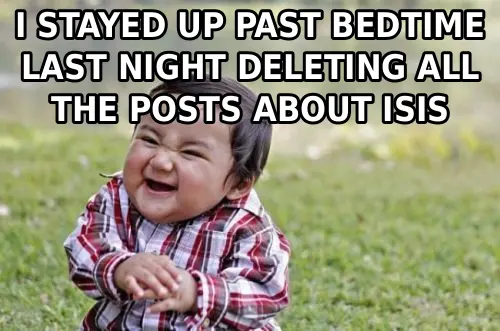 I STAYED UP PAST BEDTIME
LAST NIGHT DELETING ALL
THE POSTS ABOUT ISIS